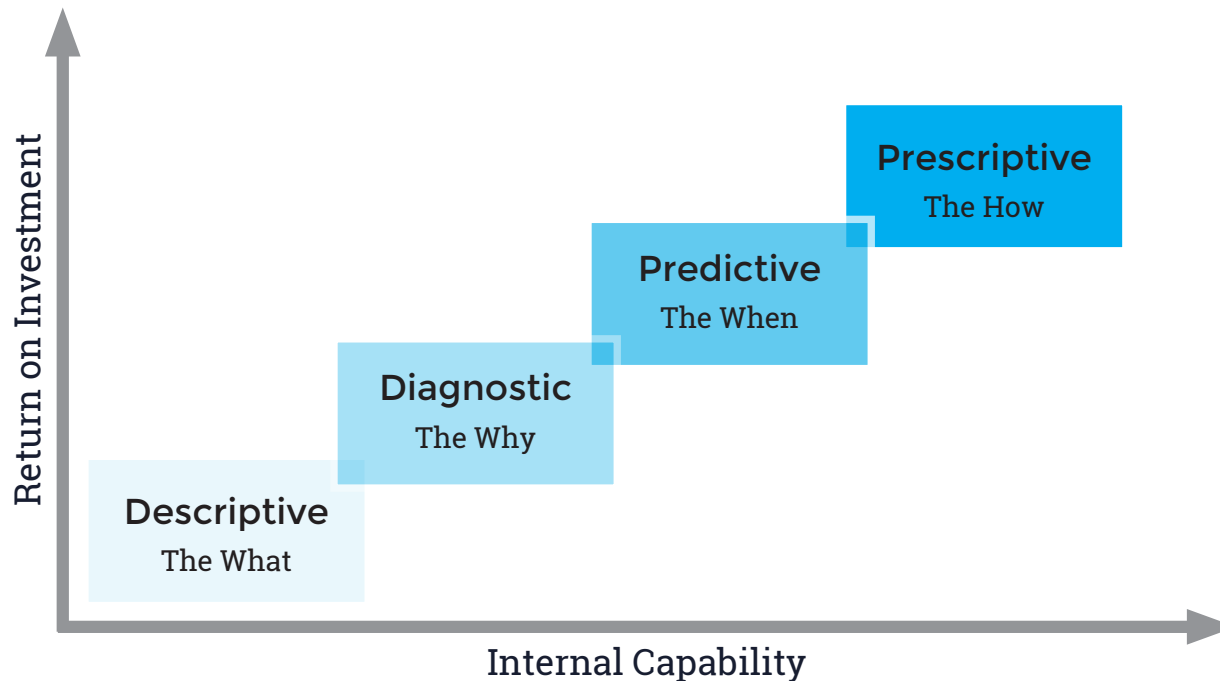 Return on Investment
Prescriptive
The How
Predictive
The When
Diagnostic
The Why
Descriptive
The What
Internal Capability